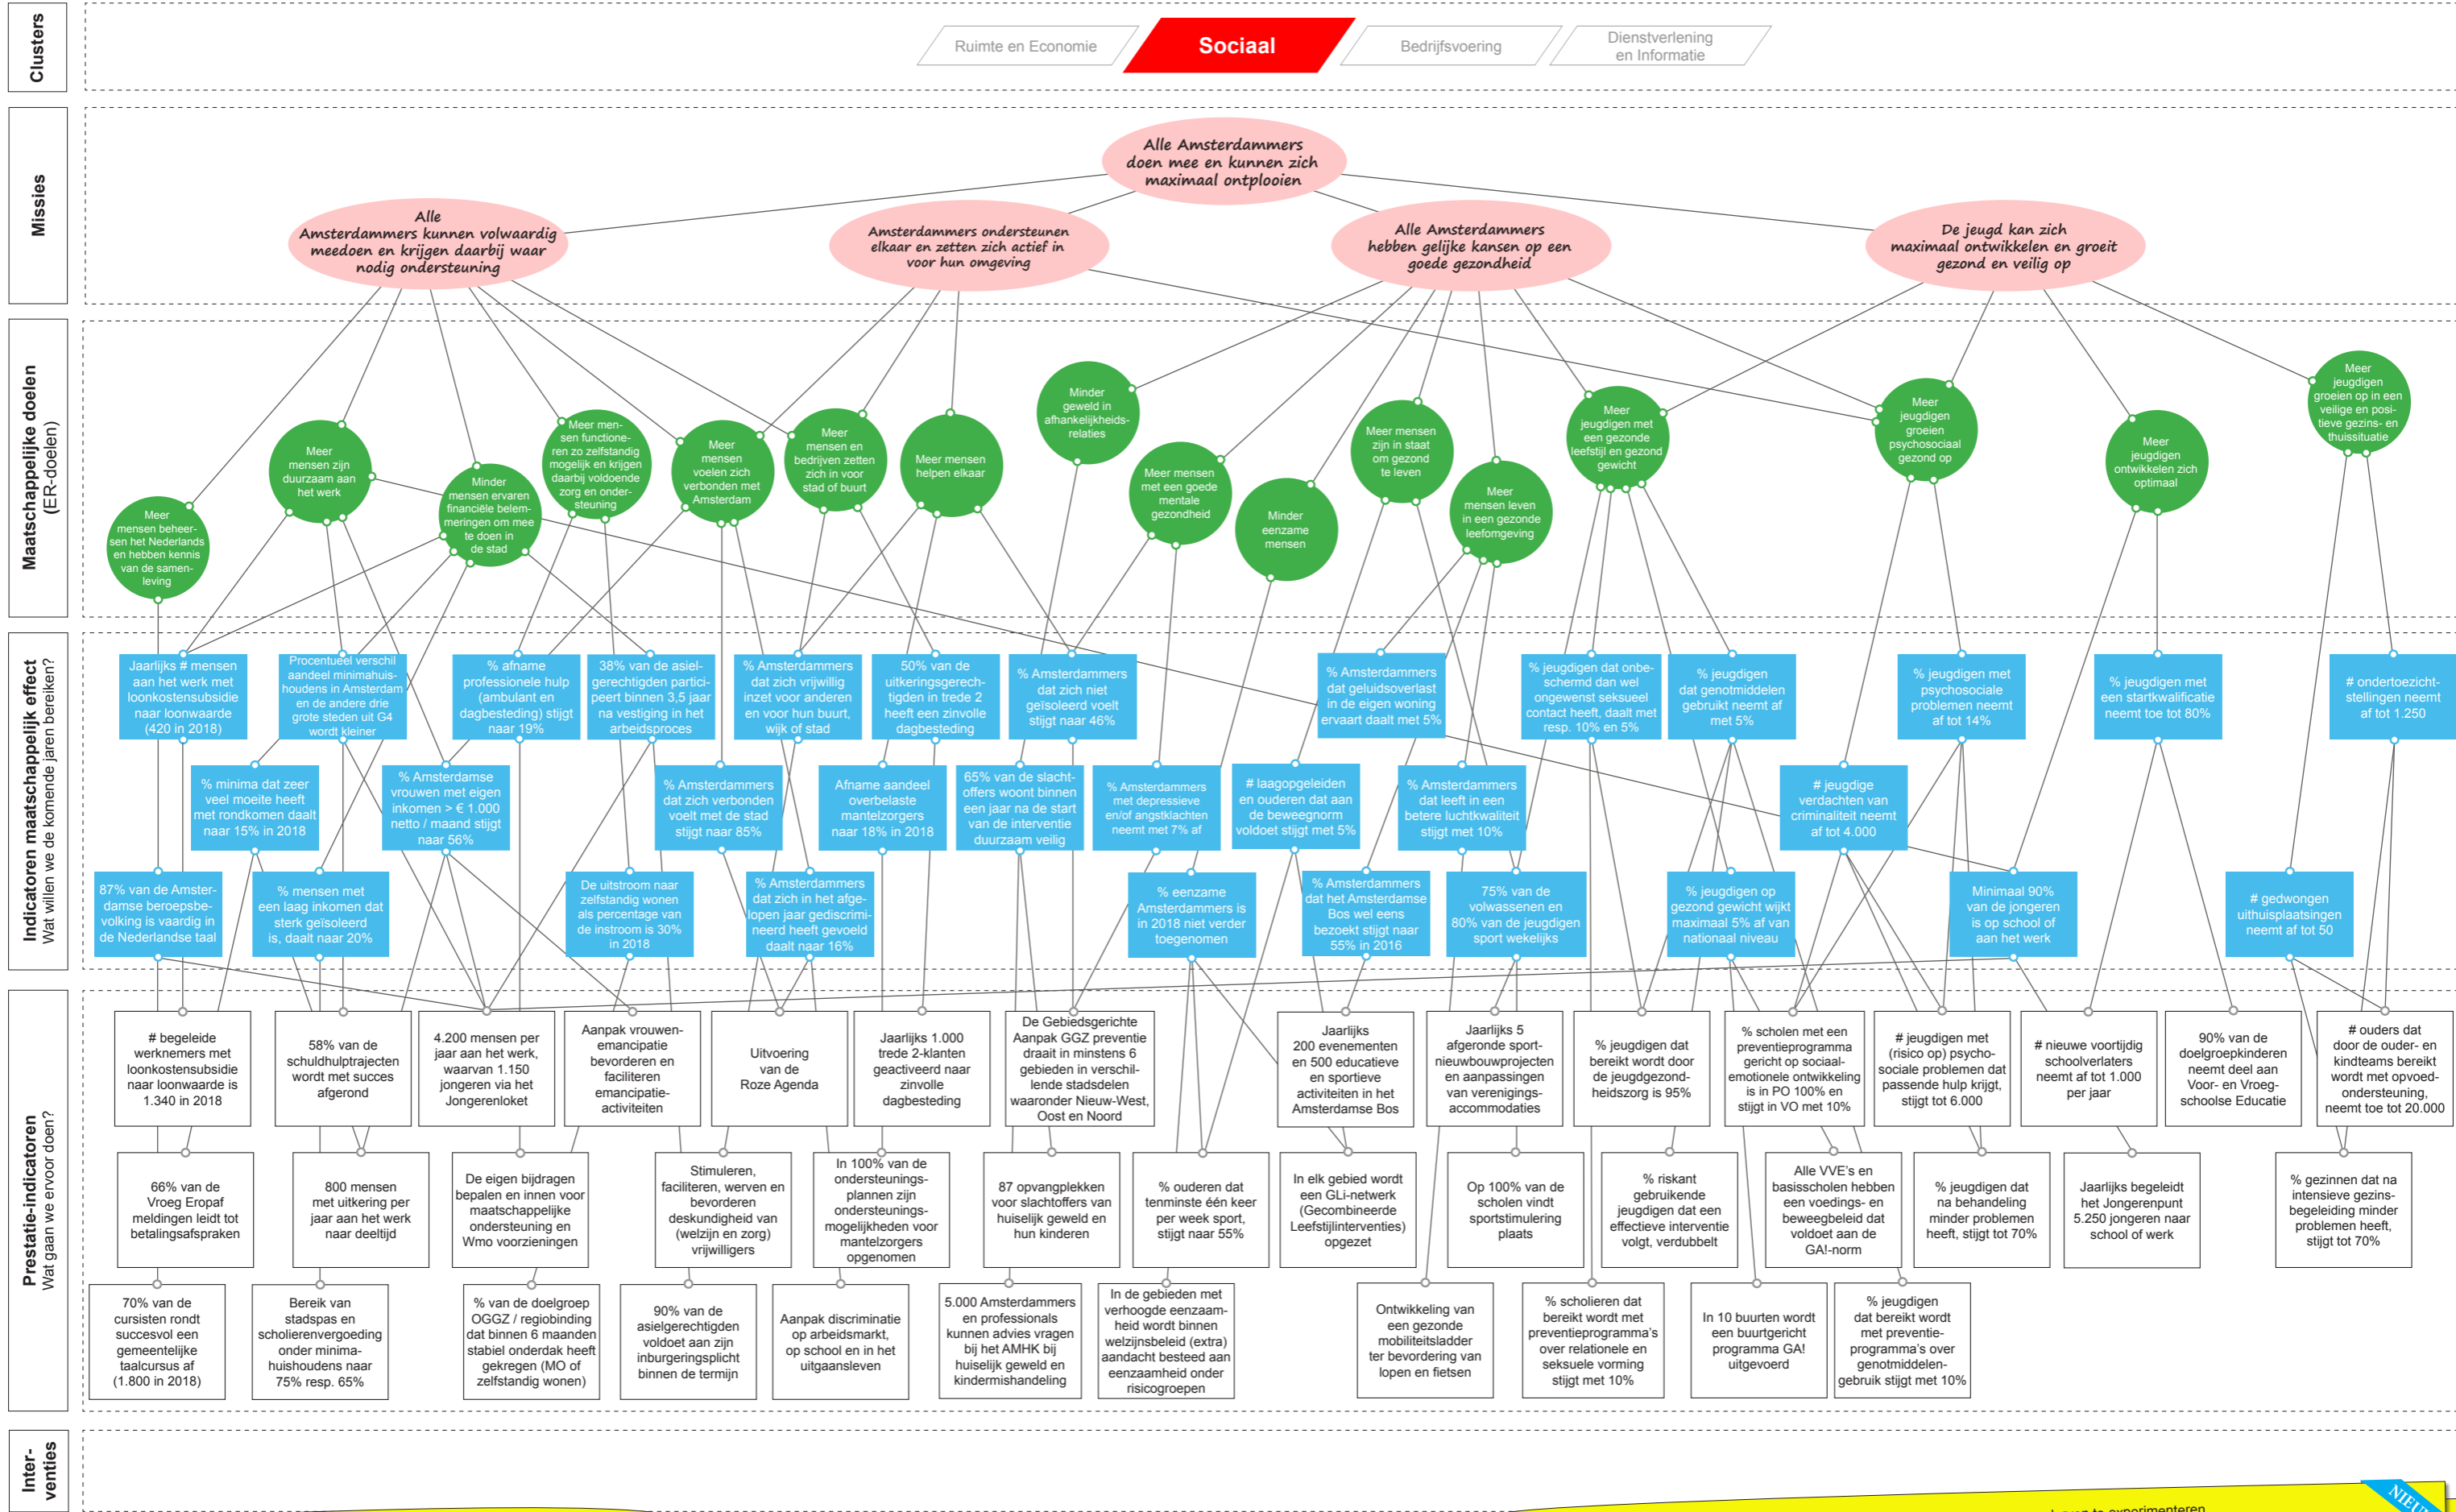 Clusters
Ruimte en Economie
Sociaal
Bedrijfsvoering
Dienstverlening
en Informatie
Missies
Alle Amsterdammers
doen mee en kunnen zich
maximaal ontplooien
Alle
Amsterdammers kunnen volwaardig
meedoen en krijgen daarbij waar
nodig ondersteuning
Amsterdammers ondersteunen
elkaar en zetten zich actief in
voor hun omgeving
Alle Amsterdammers
hebben gelijke kansen op een
goede gezondheid
De jeugd kan zich
maximaal ontwikkelen en groeit
gezond en veilig op
Maatschappelijke doelen
(ER-doelen)
Meer
mensen beheer-
sen het Nederlands
en hebben kennis
van de samen-
leving
Meer
mensen zijn
duurzaam aan
het werk
Minder
mensen ervaren
financiële belem-
meringen om mee
te doen in
de stad
Meer men-
sen functione-
ren zo zelfstandig
mogelijk en krijgen
daarbij voldoende
zorg en onder-
steuning
Meer
mensen
voelen zich
verbonden met
Amsterdam
Meer
mensen en
bedrijven zetten
zich in voor
stad of buurt
Meer mensen
helpen elkaar
Minder
geweld in
afhankelijkheids-
relaties
Meer mensen
met een goede
mentale
gezondheid
Minder
eenzame
mensen
Meer mensen
zijn in staat
om gezond
te leven
Meer
mensen leven
in een gezonde
leefomgeving
Meer
jeugdigen met
een gezonde
leefstijl en gezond
gewicht
Meer
jeugdigen
groeien
psychosociaal
gezond op
Meer
jeugdigen
ontwikkelen zich
optimaal
Meer
jeugdigen
groeien op in een
veilige en posi-
tieve gezins- en
thuissituatie
Indicatoren maatschappelijk effect
Wat willen we de komende jaren bereiken?
Jaarlijks # mensen
aan het werk met
loonkostensubsidie
naar loonwaarde
(420 in 2018)
Procentueel verschil
aandeel minimahuis-
houdens in Amsterdam
en de andere drie
grote steden uit G4
wordt kleiner
% afname
professionele hulp
(ambulant en
dagbesteding) stijgt
naar 19%
38% van de asiel-
gerechtigden partici-
peert binnen 3,5 jaar
na vestiging in het
arbeidsproces
% Amsterdammers
dat zich vrijwillig
inzet voor anderen
en voor hun buurt,
wijk of stad
50% van de
uitkeringsgerech-
tigden in trede 2
heeft een zinvolle
dagbesteding
% Amsterdammers
dat zich niet
geïsoleerd voelt
stijgt naar 46%
% Amsterdammers
dat geluidsoverlast
in de eigen woning
ervaart daalt met 5%
% jeugdigen dat onbe-
schermd dan wel
ongewenst seksueel
contact heeft, daalt met
resp. 10% en 5%
% jeugdigen
dat genotmiddelen
gebruikt neemt af
met 5%
% jeugdigen met
psychosociale
problemen neemt
af tot 14%
% jeugdigen met
een startkwalificatie
neemt toe tot 80%
# ondertoezicht-
stellingen neemt
af tot 1.250
% minima dat zeer
veel moeite heeft
met rondkomen daalt
naar 15% in 2018
% Amsterdamse
vrouwen met eigen
inkomen > € 1.000
netto / maand stijgt
naar 56%
% Amsterdammers
dat zich verbonden
voelt met de stad
stijgt naar 85%
Afname aandeel
overbelaste
mantelzorgers
naar 18% in 2018
65% van de slacht-
offers woont binnen
een jaar na de start
van de interventie
duurzaam veilig
% Amsterdammers
met depressieve
en/of angstklachten
neemt met 7% af
# laagopgeleiden
en ouderen dat aan
de beweegnorm
voldoet stijgt met 5%
% Amsterdammers
dat leeft in een
betere luchtkwaliteit
stijgt met 10%
# jeugdige
verdachten van
criminaliteit neemt
af tot 4.000
87% van de Amster-
damse beroepsbe-
volking is vaardig in
de Nederlandse taal
% mensen met
een laag inkomen dat
sterk geïsoleerd
is, daalt naar 20%
De uitstroom naar
zelfstandig wonen
als percentage van
de instroom is 30%
in 2018
% Amsterdammers
dat zich in het afge-
lopen jaar gediscrimi-
neerd heeft gevoeld
daalt naar 16%
% eenzame
Amsterdammers is
in 2018 niet verder
toegenomen
% Amsterdammers
dat het Amsterdamse
Bos wel eens
bezoekt stijgt naar
55% in 2016
75% van de
volwassenen en
80% van de jeugdigen
sport wekelijks
% jeugdigen op
gezond gewicht wijkt
maximaal 5% af van
nationaal niveau
Minimaal 90%
van de jongeren
is op school of
aan het werk
# gedwongen
uithuisplaatsingen
neemt af tot 50
Prestatie-indicatoren
Wat gaan we ervoor doen?
# begeleide
werknemers met
loonkostensubsidie
naar loonwaarde is
1.340 in 2018
58% van de
schuldhulptrajecten
wordt met succes
afgerond
4.200 mensen per
jaar aan het werk,
waarvan 1.150
jongeren via het
Jongerenloket
Aanpak vrouwen-
emancipatie
bevorderen en
faciliteren
emancipatie-
activiteiten
Uitvoering
van de
Roze Agenda
Jaarlijks 1.000
trede 2-klanten
geactiveerd naar
zinvolle
dagbesteding
De Gebiedsgerichte
Aanpak GGZ preventie
draait in minstens 6
gebieden in verschil-
lende stadsdelen
waaronder Nieuw-West,
Oost en Noord
Jaarlijks
200 evenementen
en 500 educatieve
en sportieve
activiteiten in het
Amsterdamse Bos
Jaarlijks 5
afgeronde sport-
nieuwbouwprojecten
en aanpassingen
van verenigings-
accommodaties
% jeugdigen dat
bereikt wordt door
de jeugdgezond-
heidszorg is 95%
% scholen met een
preventieprogramma
gericht op sociaal-
emotionele ontwikkeling
is in PO 100% en
stijgt in VO met 10%
# jeugdigen met
(risico op) psycho-
sociale problemen dat
passende hulp krijgt,
stijgt tot 6.000
# nieuwe voortijdig
schoolverlaters
neemt af tot 1.000
per jaar
90% van de
doelgroepkinderen
neemt deel aan
Voor- en Vroeg-
schoolse Educatie
# ouders dat
door de ouder- en
kindteams bereikt
wordt met opvoed-
ondersteuning,
neemt toe tot 20.000
66% van de
Vroeg Eropaf
meldingen leidt tot
betalingsafspraken
800 mensen
met uitkering per
jaar aan het werk
naar deeltijd
De eigen bijdragen
bepalen en innen voor
maatschappelijke
ondersteuning en
Wmo voorzieningen
Stimuleren,
faciliteren, werven en
bevorderen
deskundigheid van
(welzijn en zorg)
vrijwilligers
In 100% van de
ondersteunings-
plannen zijn
ondersteunings-
mogelijkheden voor
mantelzorgers
opgenomen
87 opvangplekken
voor slachtoffers van
huiselijk geweld en
hun kinderen
% ouderen dat
tenminste één keer
per week sport,
stijgt naar 55%
In elk gebied wordt
een GLi-netwerk
(Gecombineerde
Leefstijlinterventies)
opgezet
Op 100% van de
scholen vindt
sportstimulering
plaats
% riskant
gebruikende
jeugdigen dat een
effectieve interventie
volgt, verdubbelt
Alle VVE's en
basisscholen hebben
een voedings- en
beweegbeleid dat
voldoet aan de
GA!-norm
% jeugdigen dat
na behandeling
minder problemen
heeft, stijgt tot 70%
Jaarlijks begeleidt
het Jongerenpunt
5.250 jongeren naar
school of werk
% gezinnen dat na
intensieve gezins-
begeleiding minder
problemen heeft,
stijgt tot 70%
70% van de
cursisten rondt
succesvol een
gemeentelijke
taalcursus af
(1.800 in 2018)
Bereik van
stadspas en
scholierenvergoeding
onder minima-
huishoudens naar
75% resp. 65%
% van de doelgroep
OGGZ / regiobinding
dat binnen 6 maanden
stabiel onderdak heeft
gekregen (MO of
zelfstandig wonen)
90% van de
asielgerechtigden
voldoet aan zijn
inburgeringsplicht
binnen de termijn
Aanpak discriminatie
op arbeidsmarkt,
op school en in het
uitgaansleven
5.000 Amsterdammers
en professionals
kunnen advies vragen
bij het AMHK bij
huiselijk geweld en
kindermishandeling
In de gebieden met
verhoogde eenzaam-
heid wordt binnen
welzijnsbeleid (extra)
aandacht besteed aan
eenzaamheid onder
risicogroepen
Ontwikkeling van
een gezonde
mobiliteitsladder
ter bevordering van
lopen en fietsen
% scholieren dat
bereikt wordt met
preventieprogramma's
over relationele en
seksuele vorming
stijgt met 10%
In 10 buurten wordt
een buurtgericht
programma GA!
uitgevoerd
% jeugdigen
dat bereikt wordt
met preventie-
programma's over
genotmiddelen-
gebruik stijgt met 10%
Inter-
venties
te experimenteren